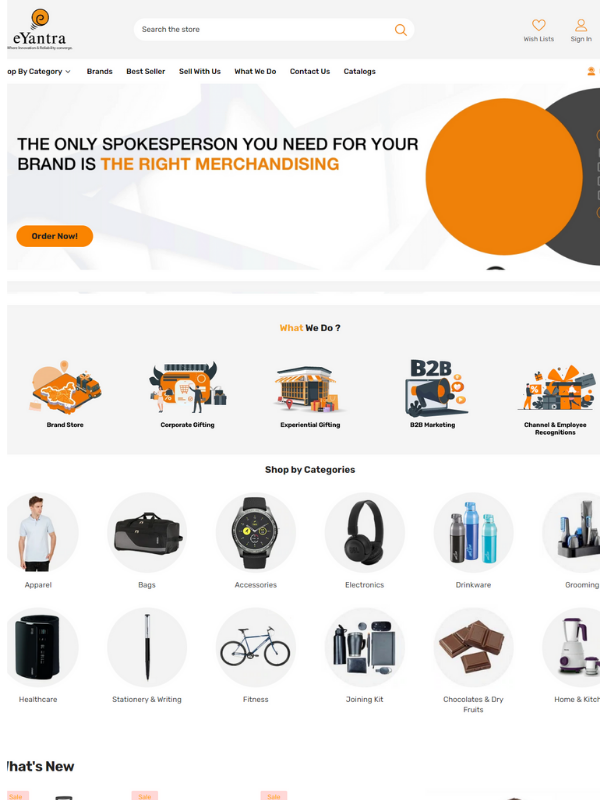 eYantra
Where Innovation & Reliability converge.
Search the store
Wish Lists
Sign In
op By Category
Brands
Best Seller
Sell With Us
What We Do
Contact Us
Catalogs
THE ONLY SPOKESPERSON YOU NEED FOR YOUR
BRAND IS THE RIGHT MERCHANDISING
Order Now!
What We Do ?
B2B
Brand Store
Corporate Gifting
Experiential Gifting
B2B Marketing
Channel & Employee
Recognitions
Shop by Categories
Apparel
Bags
Accessories
Electronics
Drinkware
Grooming
Healthcare
Stationery & Writing
Fitness
Joining Kit
Chocolates & Dry
Fruits
Home & Kitch
What's New
Sale
Sale
Sale